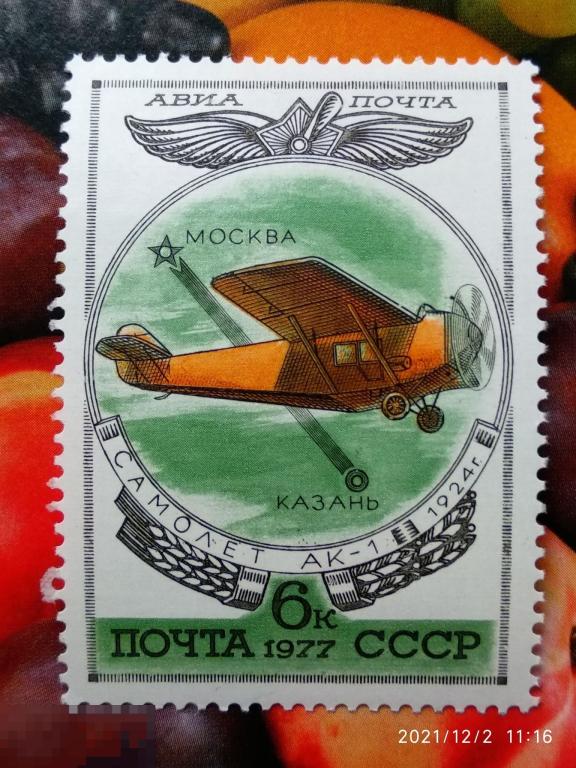 АВИА ПОЧТА
МОСКВА
КАЗАНЬ
САМОЛЕТ АК-1 1924г.
6к
ПОЧТА 1977 СССР
2021/12/2 11:16